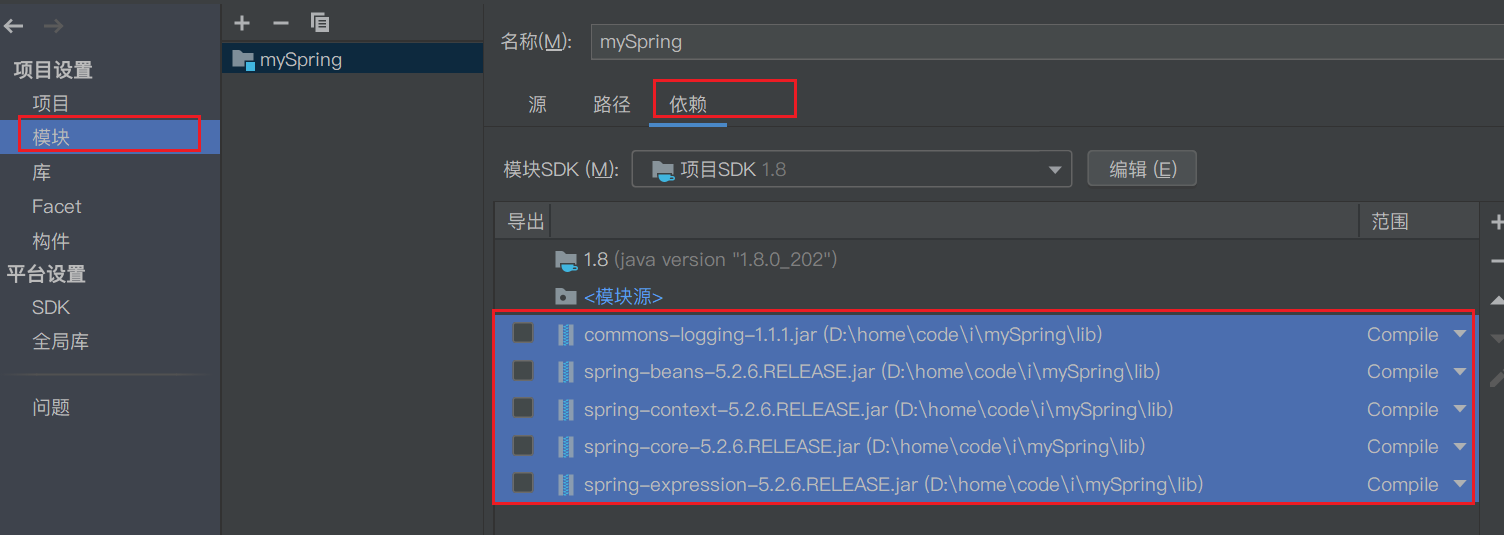 项目设置
项目
模块
库
Facet
构件
平台设置
SDK
全局库
问题
mySpring
名称(M): mySpring
源 路径 依赖
模块SDK (M): 项目SDK 1.8 编辑 (E)
导出 范围
1.8 (java version "1.8.0_202")
<模块源>
commons-logging-1.1.1.jar (D:\home\code\i\mySpring\lib) Compile
spring-beans-5.2.6.RELEASE.jar (D:\home\code\i\mySpring\lib) Compile
spring-context-5.2.6.RELEASE.jar (D:\home\code\i\mySpring\lib) Compile
spring-core-5.2.6.RELEASE.jar (D:\home\code\i\mySpring\lib) Compile
spring-expression-5.2.6.RELEASE.jar (D:\home\code\i\mySpring\lib) Compile